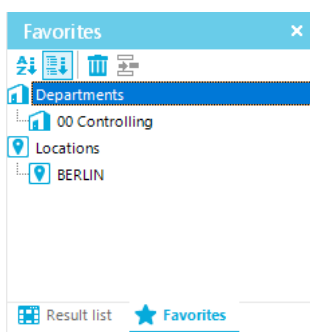 Favorites
Departments
00 Controlling
Locations
BERLIN
Result list Favorites